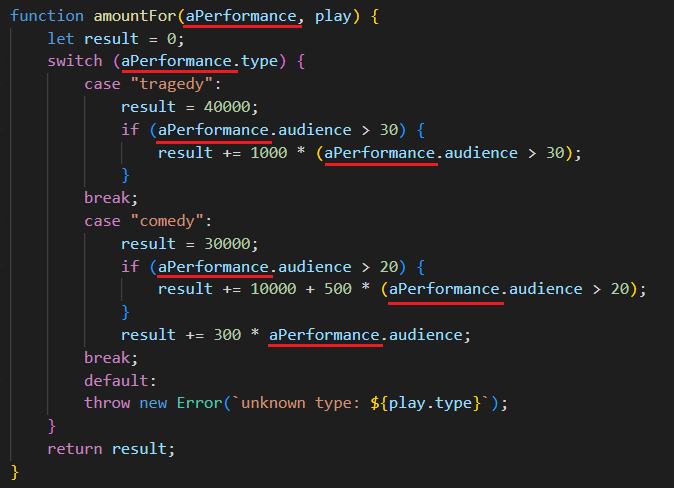 function amountFor(aPerformance, play) {
    let result = 0;
    switch (aPerformance.type) {
        case "tragedy":
            result = 40000;
            if (aPerformance.audience > 30) {
                result += 1000 * (aPerformance.audience > 30);
            }
        break;
        case "comedy":
            result = 30000;
            if (aPerformance.audience > 20) {
                result += 10000 + 500 * (aPerformance.audience > 20);
            }
            result += 300 * aPerformance.audience;
        break;
        default:
        throw new Error(`unknown type: ${play.type}`);
    }
    return result;
}